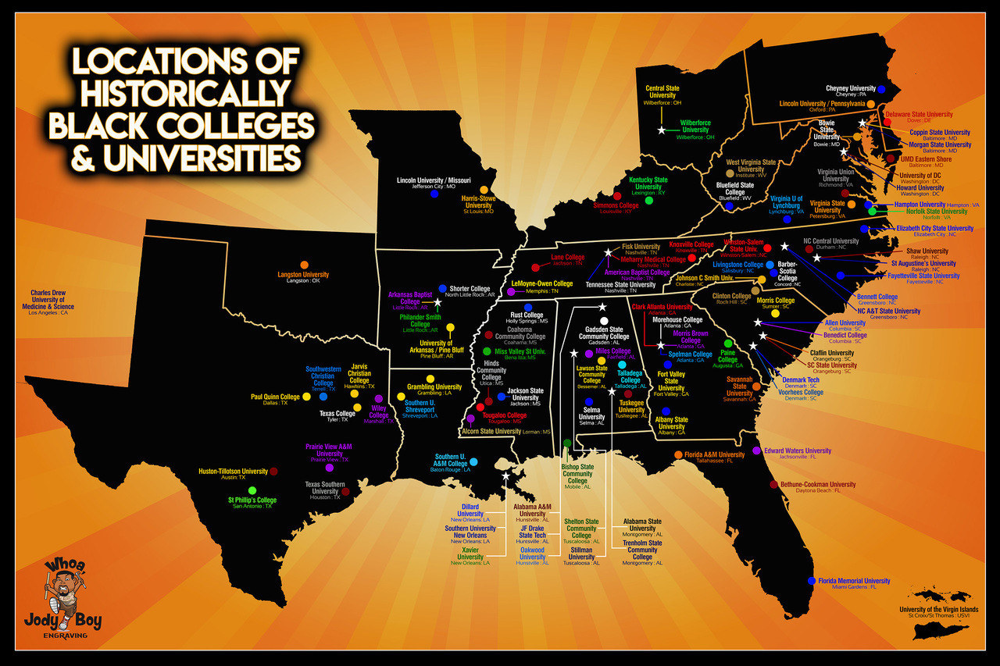 LOCATIONS OF
HISTORICALLY
BLACK COLLEGES
& UNIVERSITIES
Charles Drew
University of
Medicine & Science
Los Angeles : CA
Langston University
Langston : OK
Lincoln University / Missouri
Jefferson City : MO
Harris-Stowe
University
St Louis: MO
Central State
University
Wilberforce : OH
Wilberforce
University
Wilberforce : OH
Cheyney University
Cheyney : PA
Lincoln University / Pennsylvania
Oxford : PA
Delaware State University
Dover : DE
Bowie
State
University
Bowie : MD
Coppin State University
Baltimore : MD
Morgan State University
Baltimore : MD
UMD Eastern Shore
Baltimore : MD
University of DC
Washington : DC
Howard University
Washington : DC
West Virginia State
University
Institute : WV
Bluefield State
College
Bluefield : WV
Virginia Union
University
Richmond : VA
Virginia State
University
Petersburg : VA
Virginia U of
Lynchburg
Lynchburg : VA
Hampton University Hampton : VA
Norfolk State University
Norfolk : VA
Kentucky State
University
Lexington : KY
Simmons College
Louisville : KY
Elizabeth City State University
Elizabeth City : NC
NC Central University
Durham : NC
Shaw University
Raleigh : NC
St Augustine's University
Raleigh : NC
Fayetteville State University
Fayetteville : NC
Winston-Salem
State Univ.
Winston-Salem : NC
Livingstone College
Salisbury : NC
Barber-
Scotia
College
Concord : NC
Johnson C Smith Univ.
Charlotte : NC
Bennett College
Greensboro : NC
NC A&T State University
Greensboro : NC
Fisk University
Nashville : TN
Meharry Medical College
Nashville : TN
American Baptist College
Nashville : TN
Tennessee State University
Nashville : TN
Knoxville College
Knoxville : TN
Lane College
Jackson : TN
LeMoyne-Owen College
Memphis : TN
Shorter College
North Little Rock : AR
Arkansas Baptist
College
Little Rock : AR
Philander Smith
College
Little Rock : AR
University of
Arkansas / Pine Bluff
Pine Bluff : AR
Rust College
Holly Springs : MS
Coahoma
Community College
Coahama: MS
Miss Valley St Univ.
Hinds
Community
College
Utica : MS
Jackson State
University
Jackson : MS
Tougaloo College
Tougaloo : MS
Alcorn State University Lorman : MS
Clinton College
Rock Hill : SC
Morris College
Sumter : SC
Allen University
Columbia : SC
Benedict College
Columbia : SC
Claflin University
Orangeburg : SC
SC State University
Orangeburg : SC
Denmark Tech
Denmark : SC
Voorhees College
Denmark : SC
Clark Atlanta University
Atlanta : GA
Morehouse College
Atlanta : GA
Morris Brown
College
Atlanta : GA
Spelman College
Atlanta : GA
Paine
College
Augusta : GA
Fort Valley
State
University
Fort Valley : GA
Savannah
State
University
Savannah: GA
Albany State
University
Albany : GA
Gadsden State
Community College
Gadsden : AL
Miles College
Fairfield : AL
Lawson State
Community
College
Bessemer : AL
Talladega
College
Talladega : AL
Tuskegee
University
Tuskegee : AL
Selma
University
Selma : AL
Bishop State
Community
College
Mobile : AL
Alabama A&M
University
Hunstville : AL
JF Drake
State Tech
Huntsville : AL
Oakwood
University
Hunstville : AL
Shelton State
Community
College
Tuscaloosa : AL
Stillman
University
Tuscaloosa : AL
Alabama State
University
Montgomery : AL
Trenholm State
Community
College
Montgomery : AL
Grambling University
Grambling : LA
Southern U.
Shreveport
Shreveport : LA
Southern U.
A&M College
Baton Rouge : LA
Dillard
University
New Orleans: LA
Southern University
New Orleans
New Orleans: LA
Xavier
University
New Orleans: LA
Southwestern
Christian
College
Terrell : TX
Jarvis
Christian
College
Hawkins : TX
Paul Quinn College
Dallas : TX
Texas College
Tyler : TX
Wiley
College
Marshall : TX
Prairie View A&M
University
Prairie View : TX
Huston-Tillotson University
Austin: TX
Texas Southern
University
Houston : TX
St Phillip's College
San Antonio : TX
Florida A&M University
Tallahassee : FL
Edward Waters University
Jachsonville : FL
Bethune-Cookman University
Daytona Beach : FL
Florida Memorial University
Miami Gardens : FL
University of the Virgin Islands
St Croix/St Thomas : USVI
Whoa,
Jody Boy
ENGRAVING